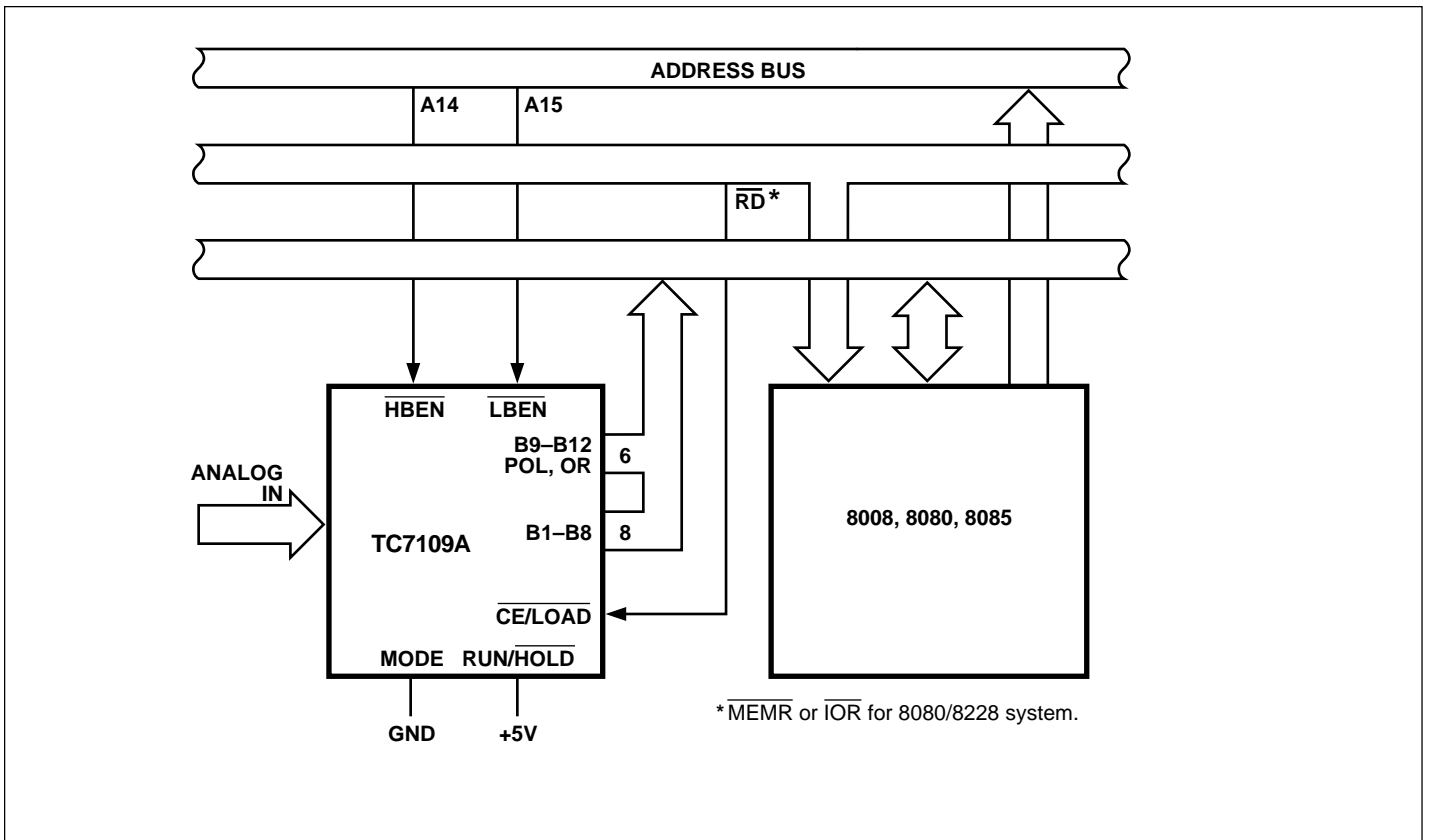 ADDRESS BUS
A14 A15
RD*
HBEN LBEN
B9–B12
POL, OR
6
ANALOG
IN
TC7109A
B1–B8 8
8008, 8080, 8085
CE/LOAD
MODE RUN/HOLD
GND +5V
*MEMR or IOR for 8080/8228 system.